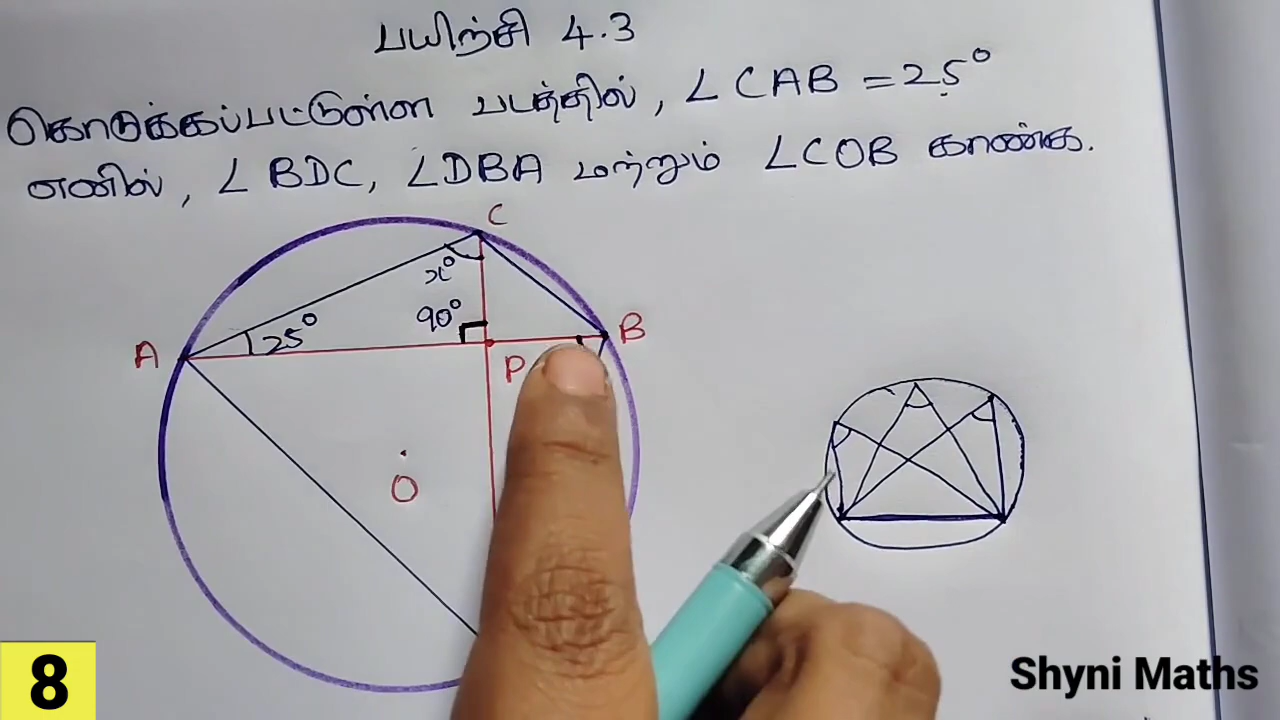 பயிற்சி 4.3
கொடுக்கப்பட்டுள்ள படத்தில், ∠CAB = 25°
எனில், ∠BDC, ∠DBA மற்றும் ∠COB காண்க.
C
x°
90°
25°
A
B
P
O
8
Shyni Maths